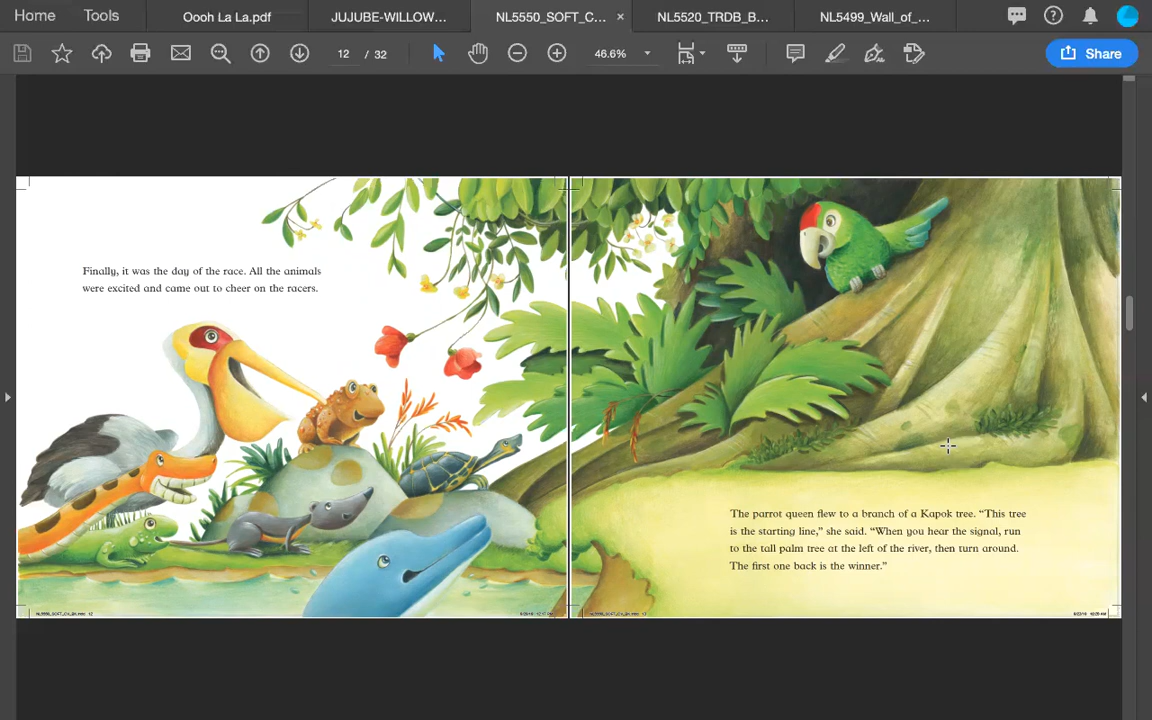 Home
Tools
Oooh La La.pdf
JUJUBE-WILLOW...
NL5550_SOFT_C...
×
NL5520_TRDB_B...
NL5499_Wall_of_...
12 / 32
46.6%
Share
Finally, it was the day of the race. All the animals
were excited and came out to cheer on the racers.
The parrot queen flew to a branch of a Kapok tree. “This tree
is the starting line,” she said. “When you hear the signal, run
to the tall palm tree at the left of the river, then turn around.
The first one back is the winner.”